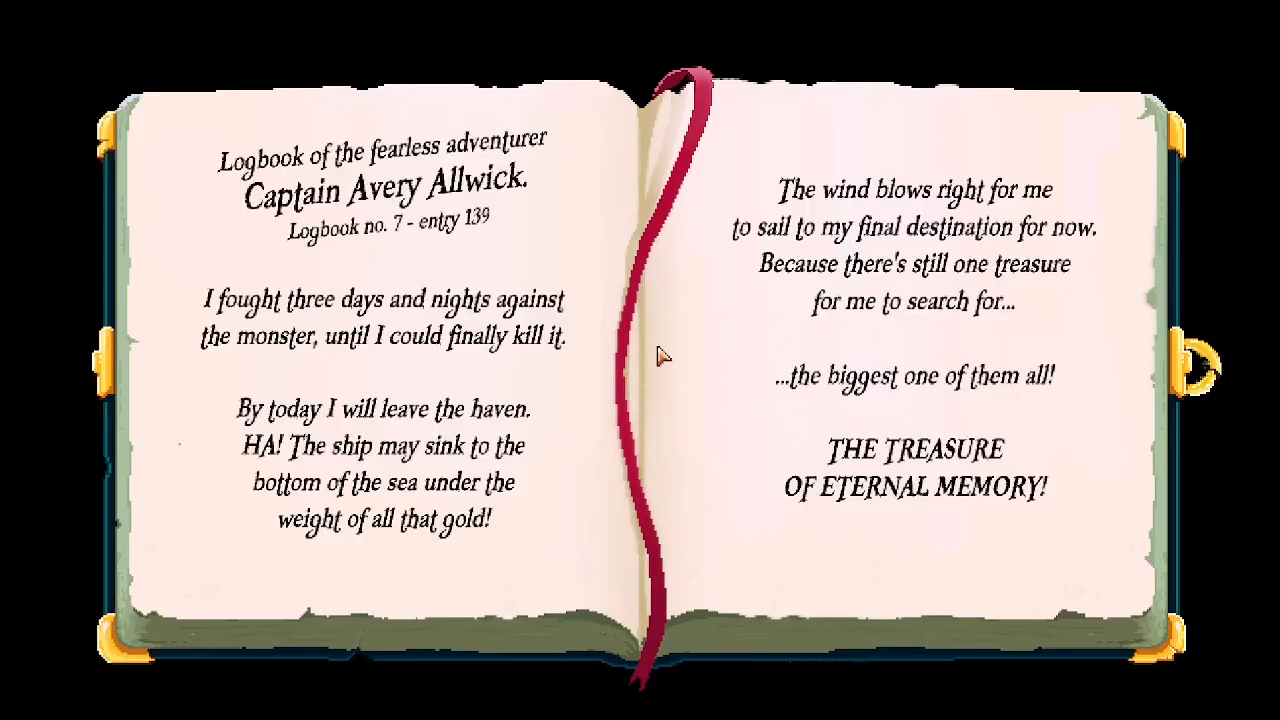 Logbook of the fearless adventurer
Captain Avery Allwick.
Logbook no. 7 - entry 139
I fought three days and nights against
the monster, until I could finally kill it.
By today I will leave the haven.
HA! The ship may sink to the
bottom of the sea under the
weight of all that gold!
The wind blows right for me
to sail to my final destination for now.
Because there's still one treasure
for me to search for...
...the biggest one of them all!
THE TREASURE
OF ETERNAL MEMORY!